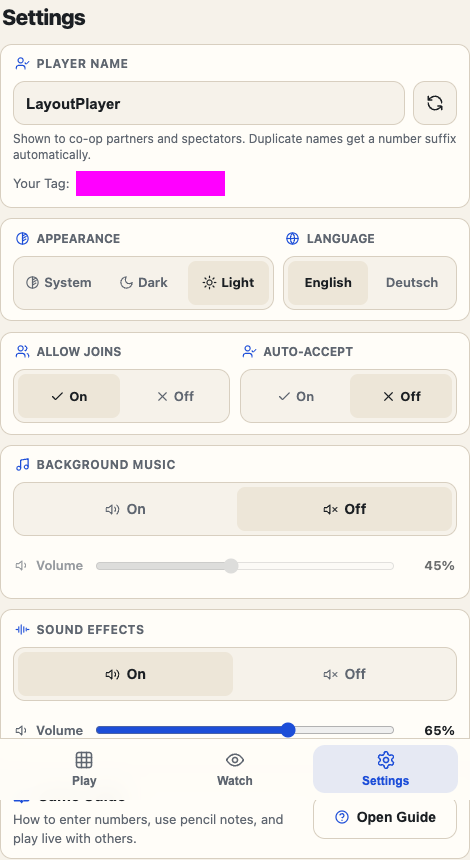 Settings
PLAYER NAME
LayoutPlayer
Shown to co-op partners and spectators. Duplicate names get a number suffix
automatically.
Your Tag:
APPEARANCE LANGUAGE
System Dark Light English Deutsch
ALLOW JOINS AUTO-ACCEPT
On Off On Off
BACKGROUND MUSIC
On Off
Volume 45%
SOUND EFFECTS
On Off
Volume 65%
Play Watch Settings
How to enter numbers, use pencil notes, and
play live with others.
Open Guide